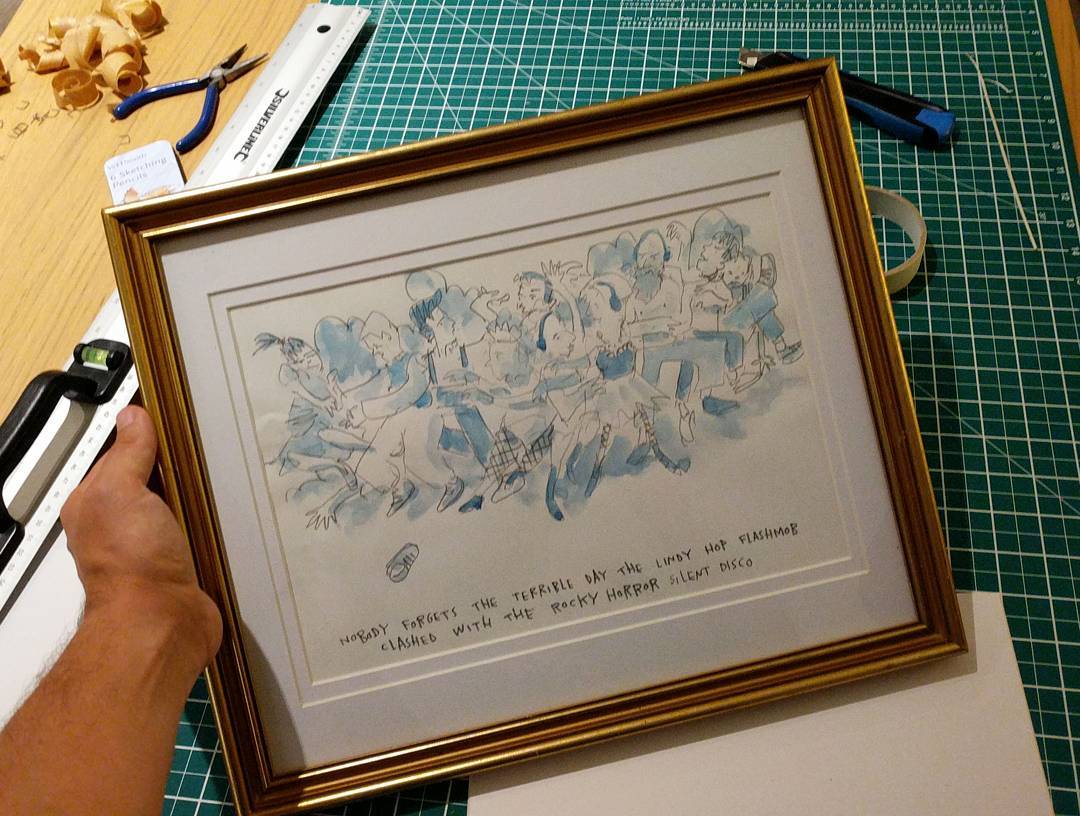 SILVERLINE
6 Sketching
Pencils
NOBODY FORGETS THE TERRIBLE DAY THE LINDY HOP FLASHMOB
CLASHED WITH THE ROCKY HORROR SILENT DISCO